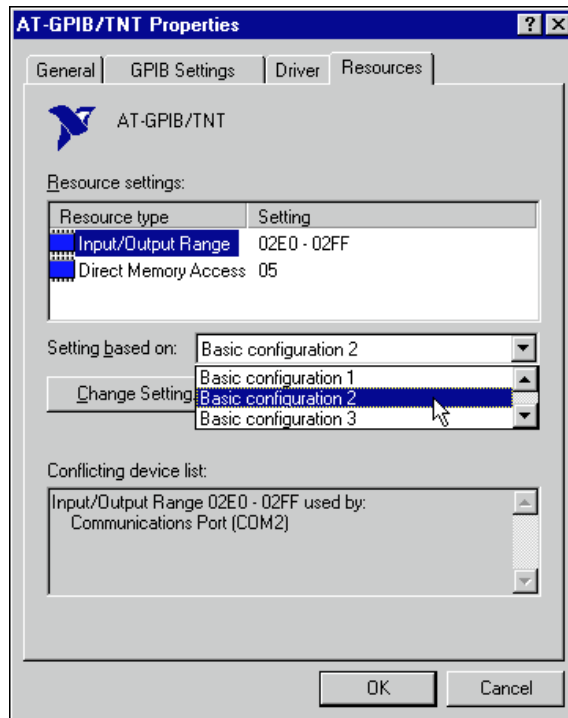 AT-GPIB/TNT Properties
General GPIB Settings Driver Resources
AT-GPIB/TNT
Resource settings:
Resource type Setting
Input/Output Range 02E0 - 02FF
Direct Memory Access 05
Setting based on: Basic configuration 2
Basic configuration 1
Change Setting. Basic configuration 2
Basic configuration 3
Conflicting device list:
Input/Output Range 02E0 - 02FF used by:
Communications Port (COM2)
OK Cancel